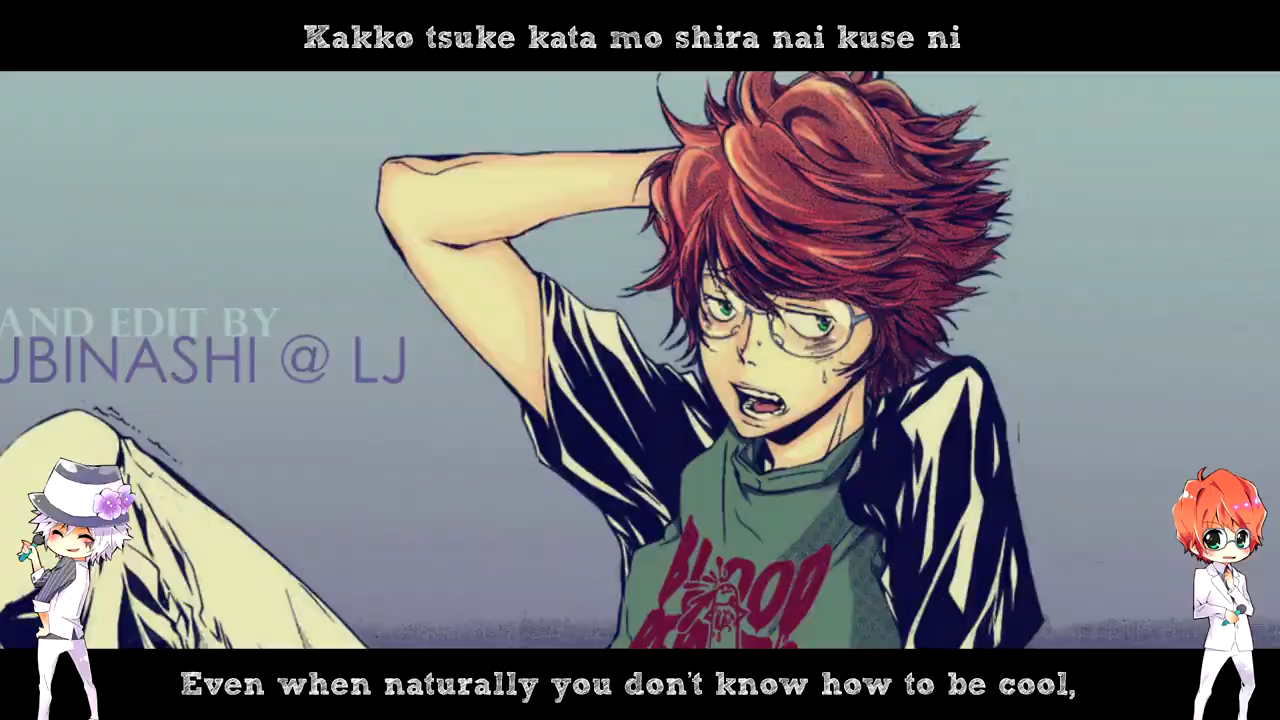 Kakko tsuke kata mo shira nai kuse ni
AND EDIT BY
UBINASHI @ LJ
BLOOD
Even when naturally you don't know how to be cool,